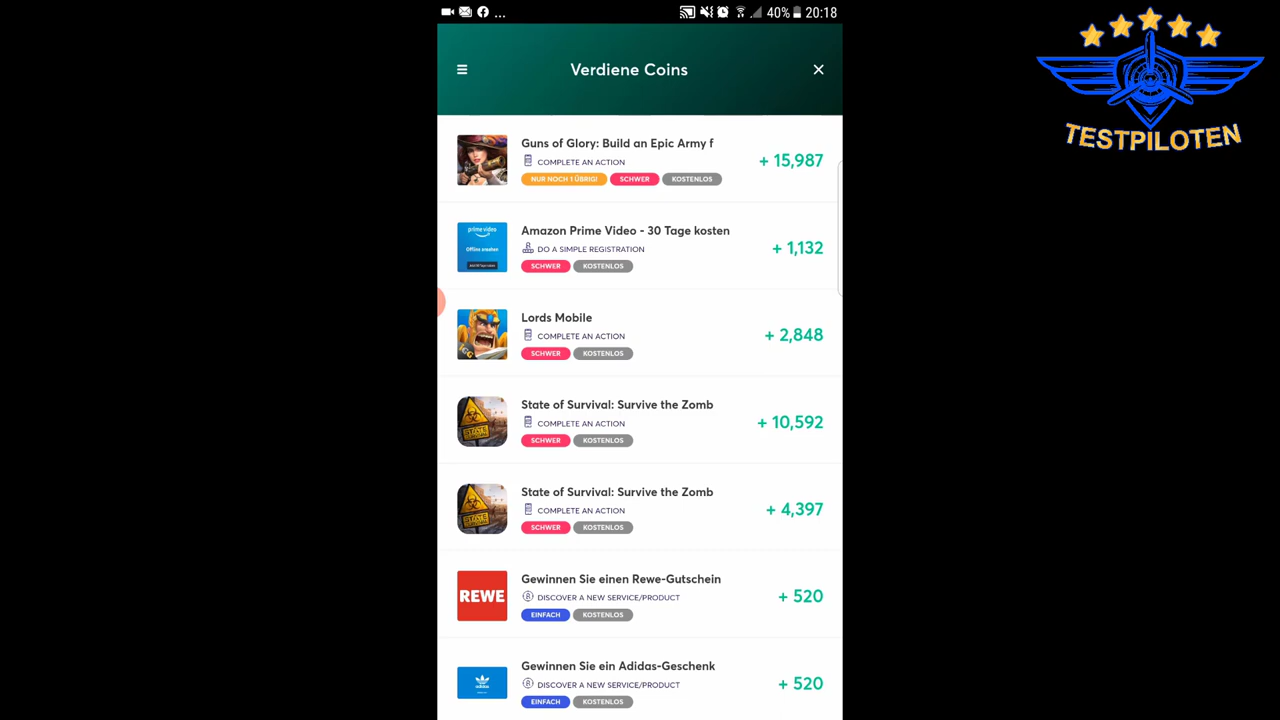 ... 40% 20:18
Verdiene Coins
TESTPILOTEN
Guns of Glory: Build an Epic Army f
COMPLETE AN ACTION
NUR NOCH 1 ÜBRIG! SCHWER KOSTENLOS
+ 15,987
prime video
Amazon Prime Video - 30 Tage kosten
DO A SIMPLE REGISTRATION
SCHWER KOSTENLOS
+ 1,132
IGG
Lords Mobile
COMPLETE AN ACTION
SCHWER KOSTENLOS
+ 2,848
State of Survival: Survive the Zomb
COMPLETE AN ACTION
SCHWER KOSTENLOS
+ 10,592
State of Survival: Survive the Zomb
COMPLETE AN ACTION
SCHWER KOSTENLOS
+ 4,397
REWE
Gewinnen Sie einen Rewe-Gutschein
DISCOVER A NEW SERVICE/PRODUCT
EINFACH KOSTENLOS
+ 520
adidas
Gewinnen Sie ein Adidas-Geschenk
DISCOVER A NEW SERVICE/PRODUCT
EINFACH KOSTENLOS
+ 520